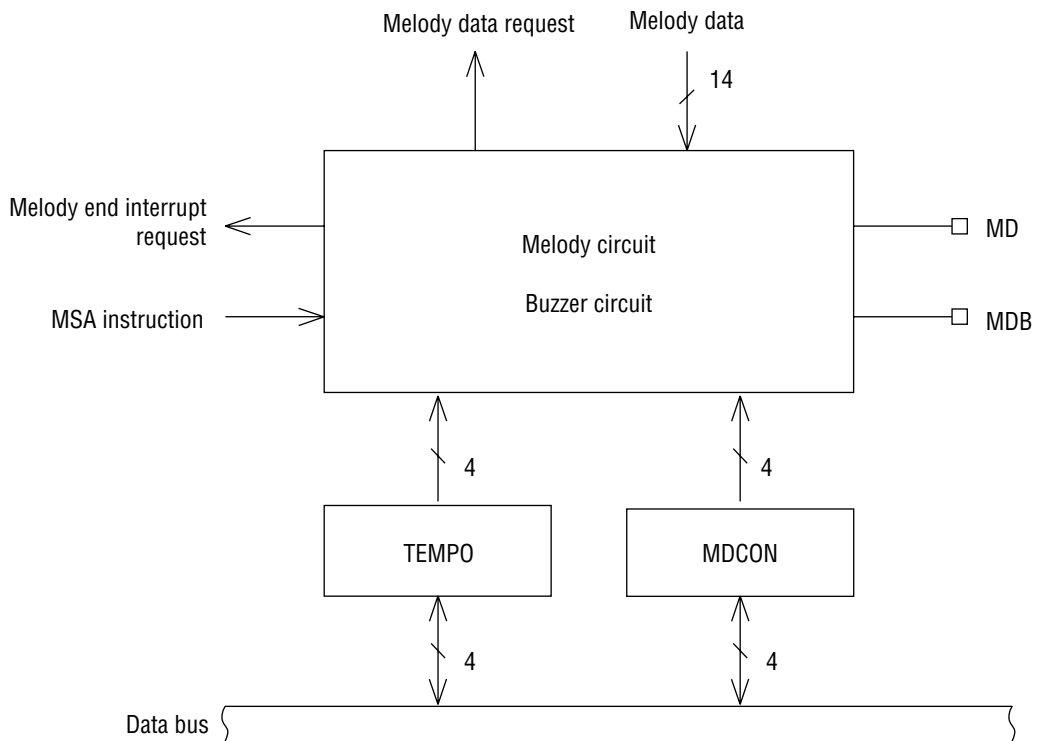 Melody data request
Melody data
14
Melody end interrupt
request
Melody circuit
MD
Buzzer circuit
MSA instruction
MDB
4
4
TEMPO
MDCON
4
4
Data bus